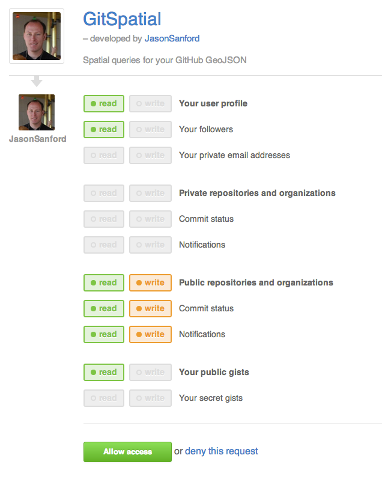 GitSpatial
– developed by JasonSanford
Spatial queries for your GitHub GeoJSON
JasonSanford
read write Your user profile
read write Your followers
read write Your private email addresses
read write Private repositories and organizations
read write Commit status
read write Notifications
read write Public repositories and organizations
read write Commit status
read write Notifications
read write Your public gists
read write Your secret gists
Allow access or deny this request